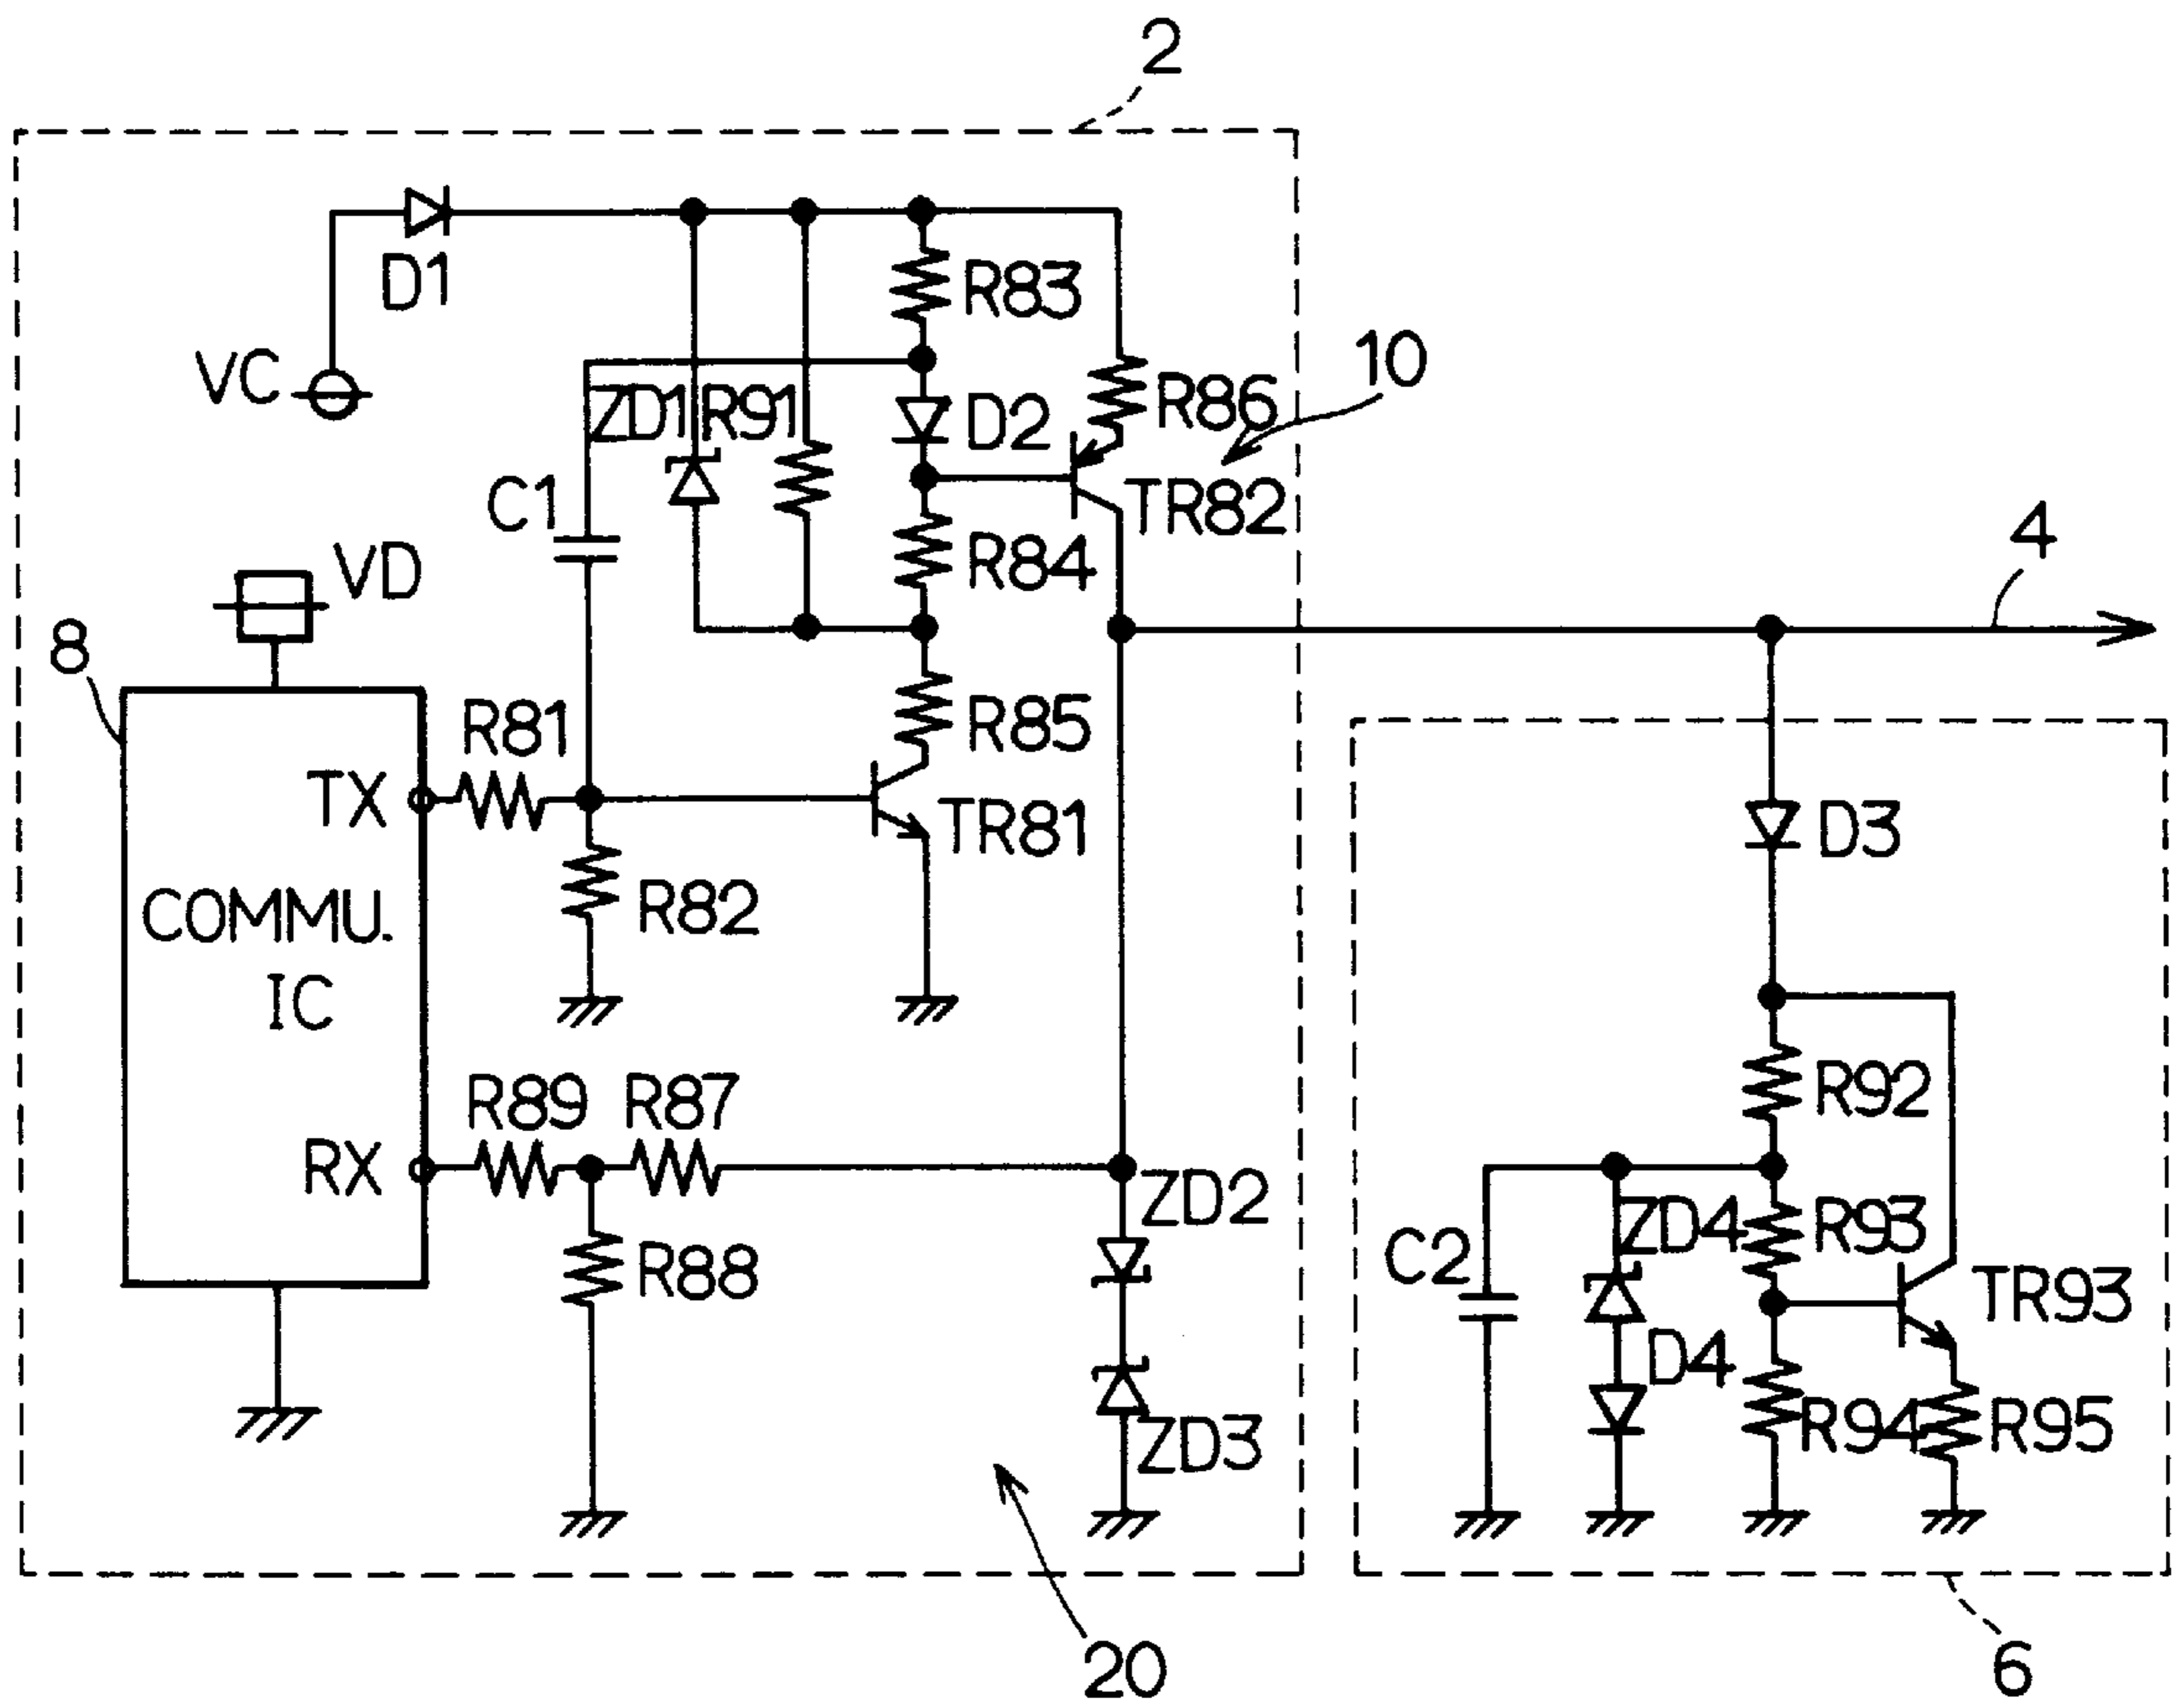 2
D1
R83
VC
ZD1
R91
D2
R86
10
C1
TR82
VD
R84
4
8
R81
R85
TX
TR81
D3
COMMU.
IC
R82
R89
R87
R92
RX
ZD2
ZD4
R93
R88
C2
TR93
D4
ZD3
R94
R95
20
6